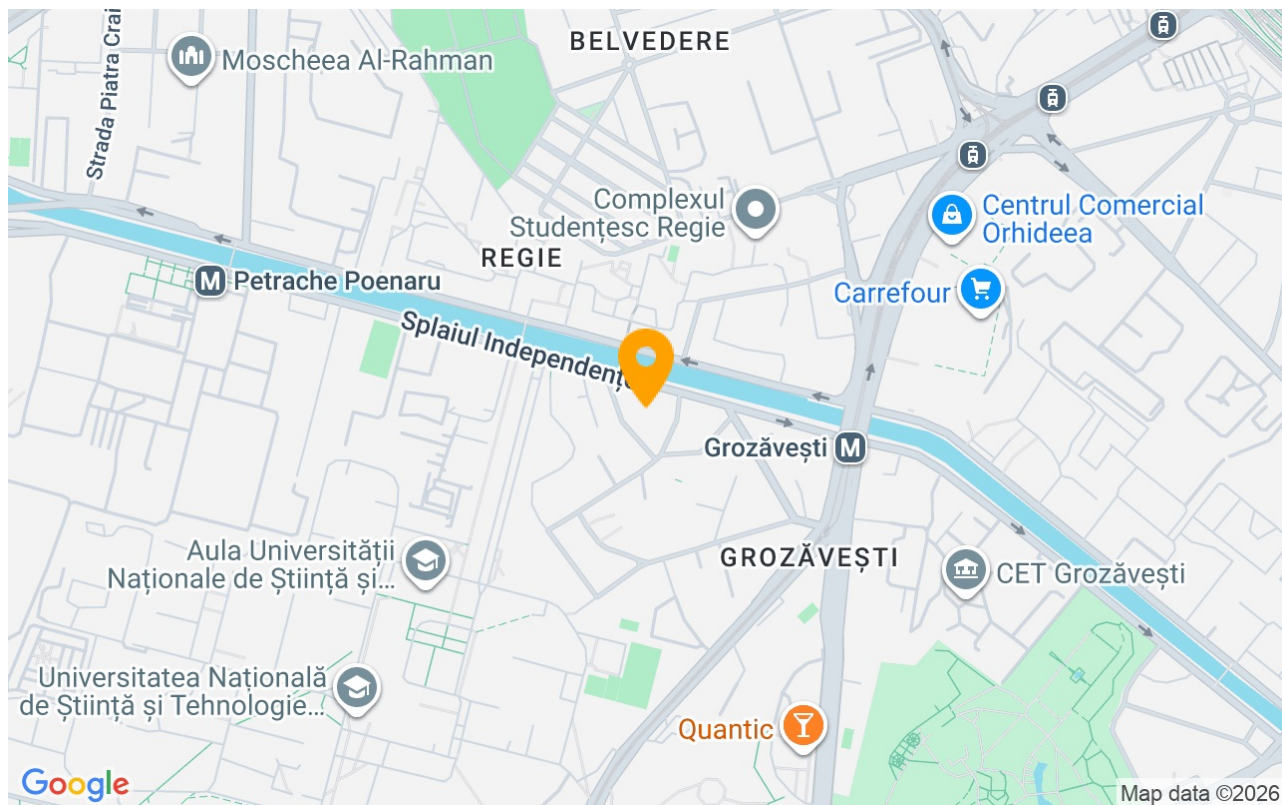 BELVEDERE
Moscheea Al-Rahman
Strada Piatra Crai
Complexul
Studențesc Regie
Centrul Comercial
Orhideea
REGIE
M
Petrache Poenaru
Carrefour
Splaiul Independenț
Grozăvești
M
Aula Universității
Naționale de Știință și...
GROZĂVEȘTI
CET Grozăvești
Universitatea Națională
de Știință și Tehnologie...
Quantic
Google
Map data ©2026